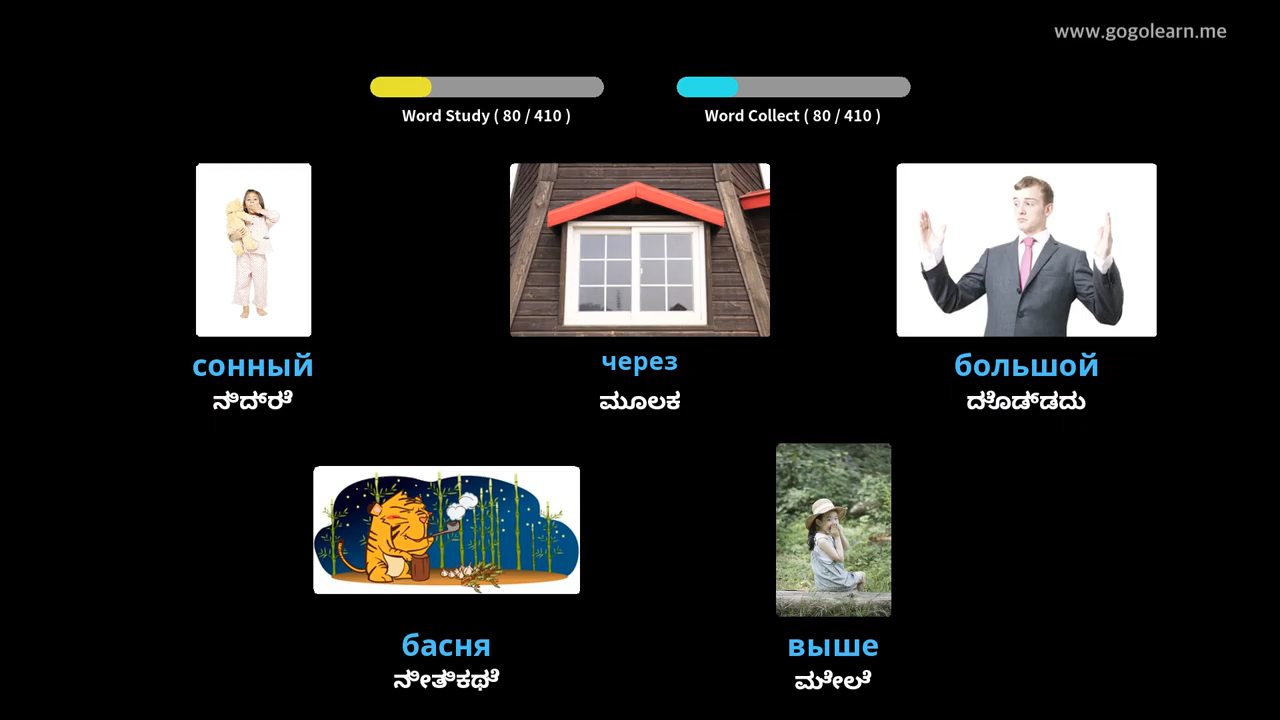 www.gogolearn.me
Word Study ( 80 / 410 )
Word Collect ( 80 / 410 )
сонный
ನಿದ್ರೆ
через
ಮೂಲಕ
большой
ದೊಡ್ಡದು
басня
ನೀತಿಕಥೆ
выше
ಮೇಲೆ